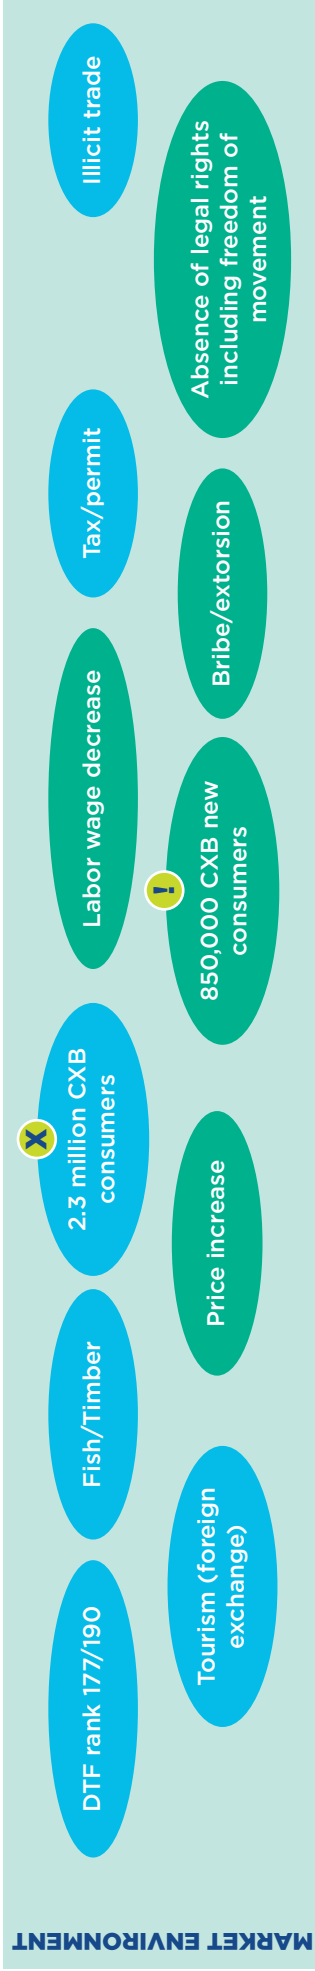 MARKET ENVIRONMENT
DTF rank 177/190
Fish/Timber
X
2.3 million CXB
consumers
Labor wage decrease
Tax/permit
Illicit trade
Tourism (foreign
exchange)
Price increase
!
850,000 CXB new
consumers
Bribe/extorsion
Absence of legal rights
including freedom of
movement